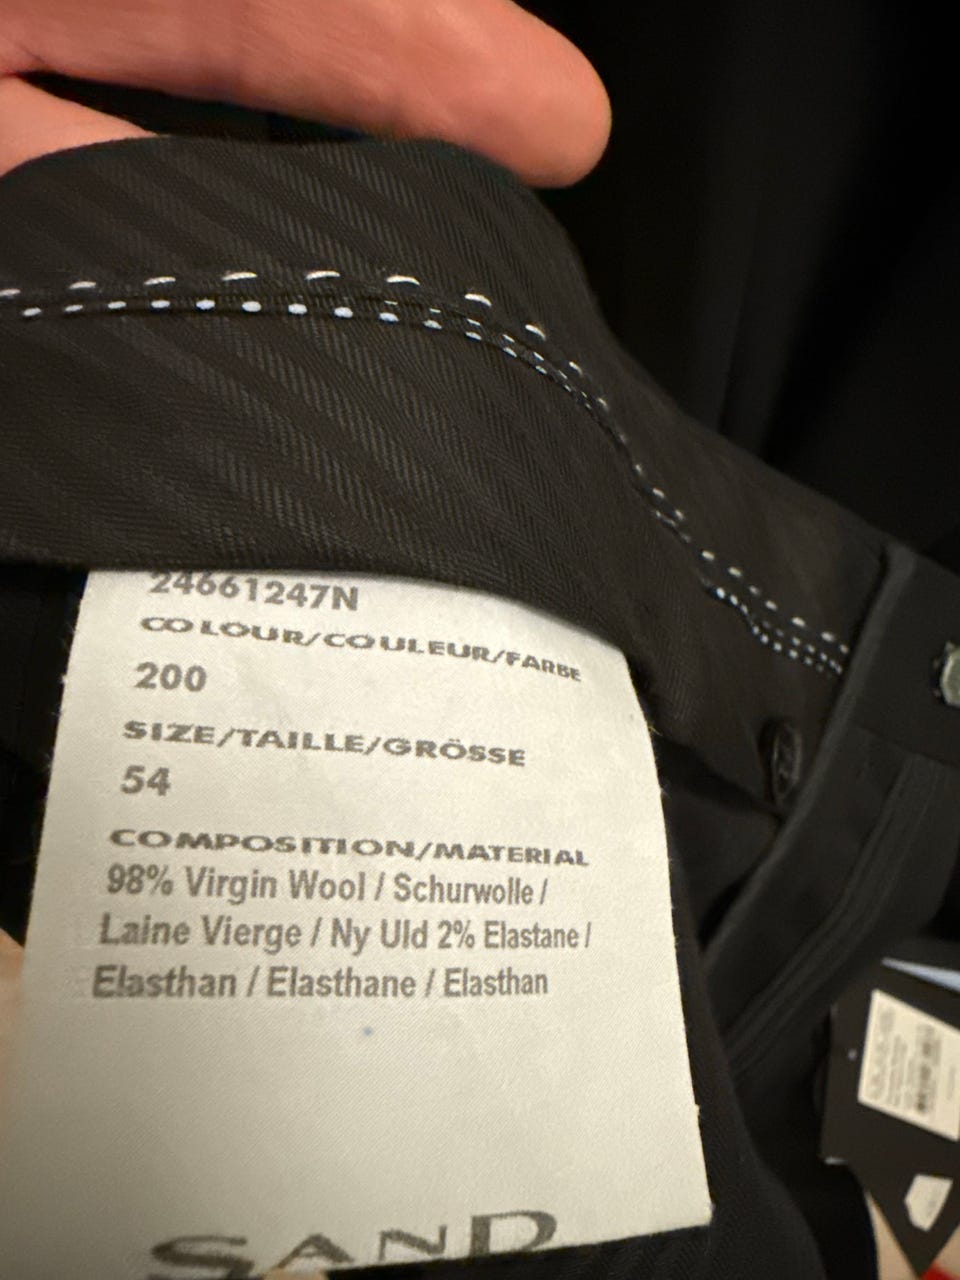 24661247N
COLOUR/COULEUR/FARBE
200
SIZE/TAILLE/GRÖSSE
54
COMPOSITION/MATERIAL
98% Virgin Wool / Schurwolle /
Laine Vierge / Ny Uld 2% Elastane /
Elasthan / Elasthane / Elasthan
SAND